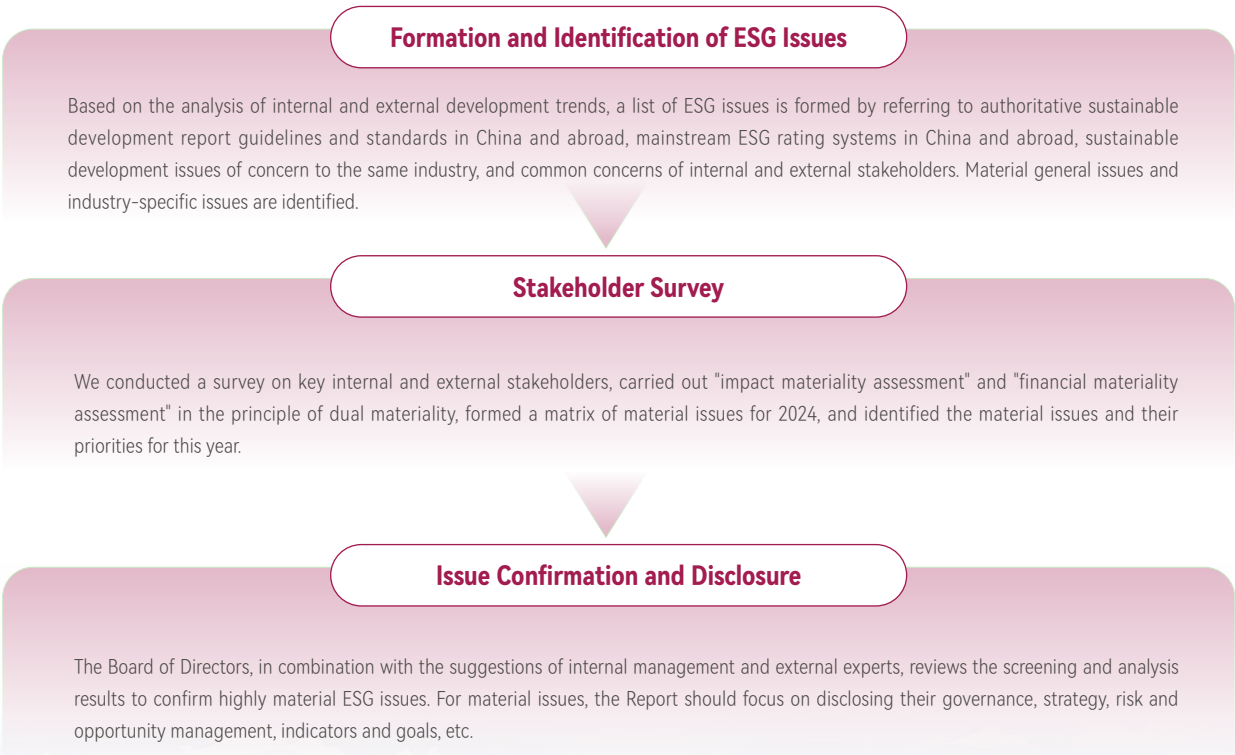 Formation and Identification of ESG Issues
Based on the analysis of internal and external development trends, a list of ESG issues is formed by referring to authoritative sustainable
development report guidelines and standards in China and abroad, mainstream ESG rating systems in China and abroad, sustainable
development issues of concern to the same industry, and common concerns of internal and external stakeholders. Material general issues and
industry-specific issues are identified.
Stakeholder Survey
We conducted a survey on key internal and external stakeholders, carried out "impact materiality assessment" and "financial materiality
assessment" in the principle of dual materiality, formed a matrix of material issues for 2024, and identified the material issues and their
priorities for this year.
Issue Confirmation and Disclosure
The Board of Directors, in combination with the suggestions of internal management and external experts, reviews the screening and analysis
results to confirm highly material ESG issues. For material issues, the Report should focus on disclosing their governance, strategy, risk and
opportunity management, indicators and goals, etc.